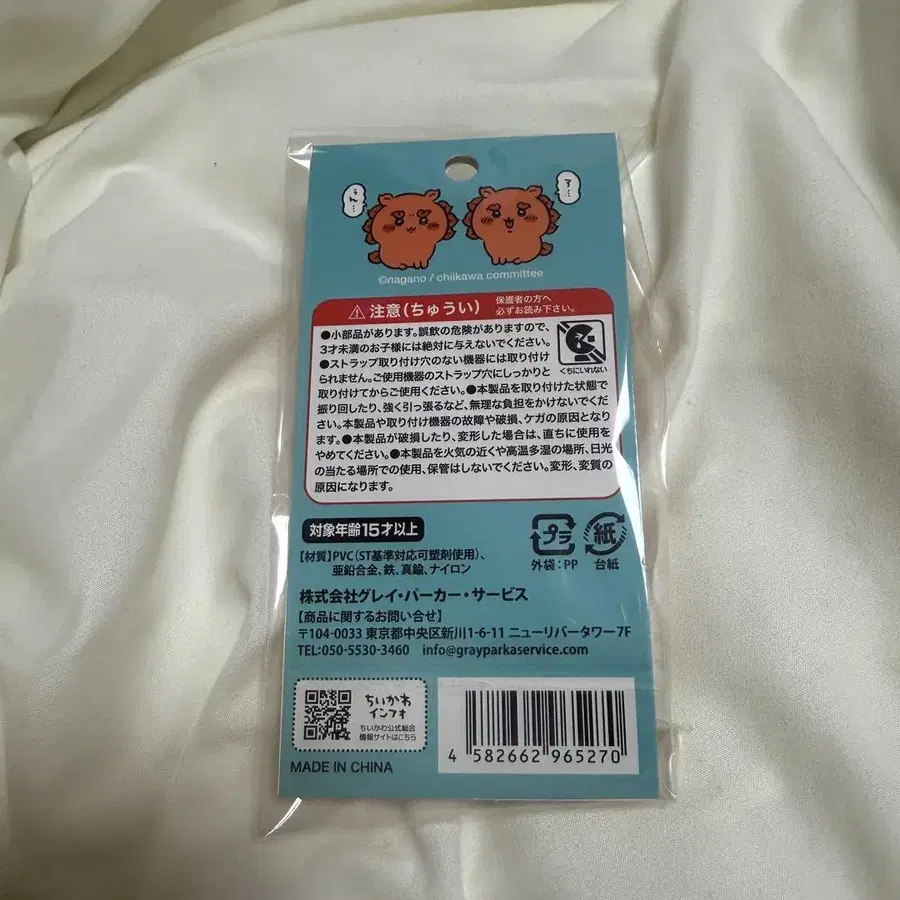 うん…
ア…
©nagano / chiikawa committee
注意(ちゅうい)
保護者の方へ
必ずお読み下さい。
●小部品があります。誤飲の危険がありますので、
3才未満のお子様には絶対に与えないでください。
●ストラップ取り付け穴のない機器には取り付け
られません。ご使用機器のストラップ穴にしっかりと
取り付けてからご使用ください。●本製品を取り付けた状態で
振り回したり、強く引っ張るなど、無理な負担をかけないでくだ
さい。本製品や取り付け機器の故障や破損、ケガの原因となり
ます。●本製品が破損したり、変形した場合は、直ちに使用を
やめてください。●本製品を火気の近くや高温多湿の場所、日光
の当たる場所での使用、保管はしないでください。変形、変質の
原因になります。
くちにいれない
対象年齢15才以上
【材質】PVC(ST基準対応可塑剤使用)、
亜鉛合金、鉄、真鍮、ナイロン
プラ
外袋:PP
紙
台紙
株式会社グレイ・パーカー・サービス
【商品に関するお問い合せ】
〒104-0033 東京都中央区新川1-6-11 ニューリバータワー7F
TEL:050-5530-3460 info@grayparkaservice.com
ちいかわ
インフォ
ちいかわ公式総合
情報サイトはこちら
MADE IN CHINA
4 582662 965270